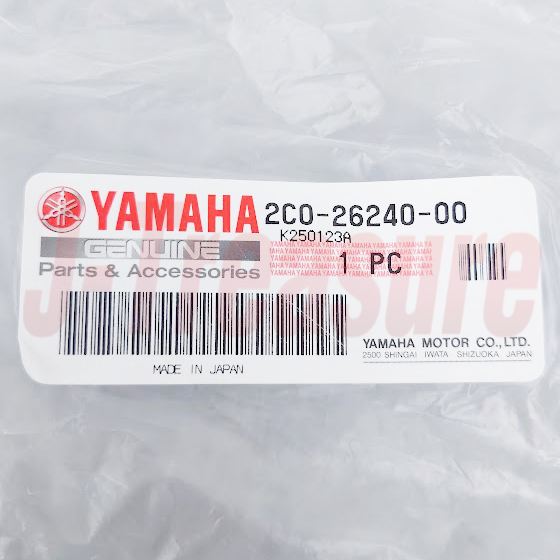 YAMAHA 2C0-26240-00
K250123A
GENUINE
Parts & Accessories
1 PC
YAMAHA MOTOR CO., LTD.
2500 SHINGAI IWATA SHIZUOKA JAPAN
MADE IN JAPAN